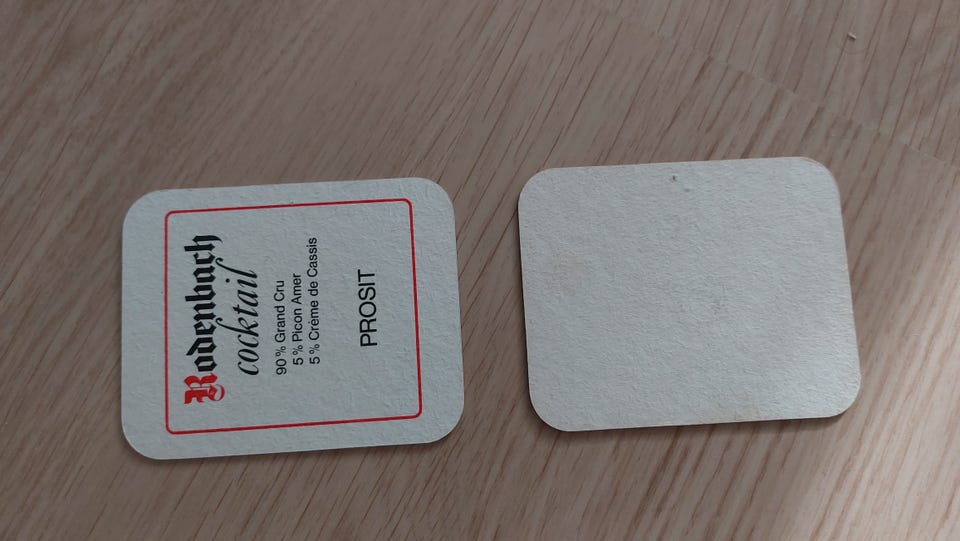 Rodenbach
cocktail
90% Grand Cru
5% Picon Amer
5% Crème de Cassis
PROSIT